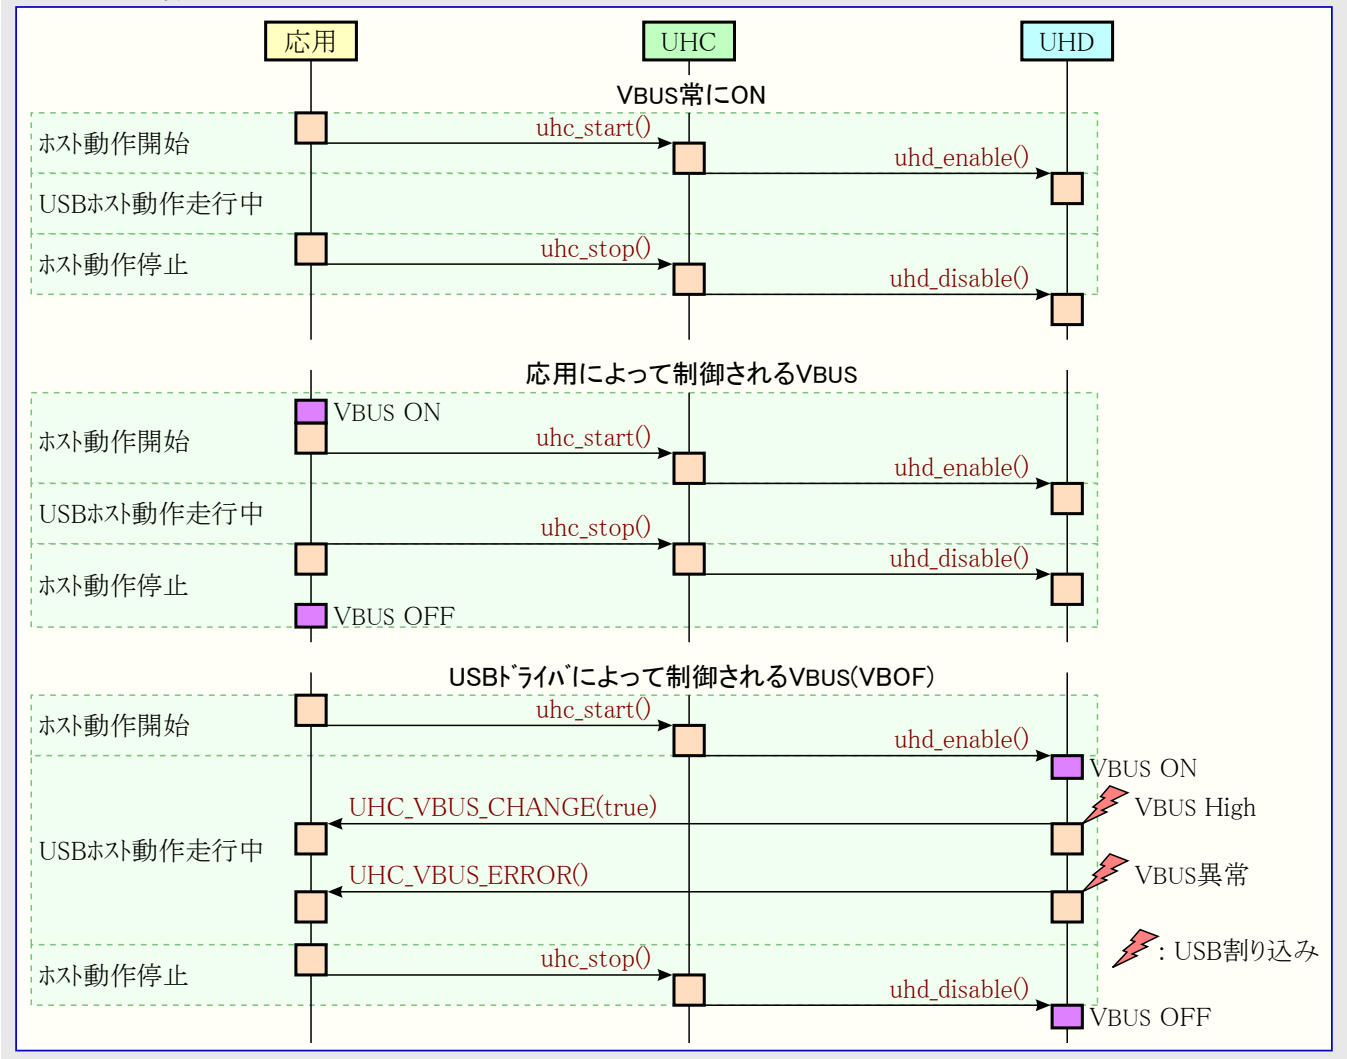 応用 UHC UHD
VBUS常にON
ホスト動作開始 uhc_start() uhd_enable()
USBホスト動作走行中
ホスト動作停止 uhc_stop() uhd_disable()
応用によって制御されるVBUS
VBUS ON
ホスト動作開始 uhc_start() uhd_enable()
USBホスト動作走行中
uhc_stop()
uhd_disable()
ホスト動作停止
VBUS OFF
USBドライバによって制御されるVBUS(VBOF)
ホスト動作開始 uhc_start() uhd_enable()
VBUS ON
UHC_VBUS_CHANGE(true) VBUS High
USBホスト動作走行中
UHC_VBUS_ERROR() VBUS異常
: USB割り込み
ホスト動作停止 uhc_stop() uhd_disable()
VBUS OFF